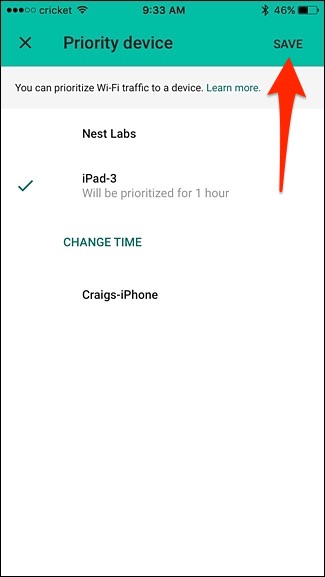 cricket 9:33 AM 46%
Priority device SAVE
You can prioritize Wi-Fi traffic to a device. Learn more.
Nest Labs
iPad-3
Will be prioritized for 1 hour
CHANGE TIME
Craigs-iPhone